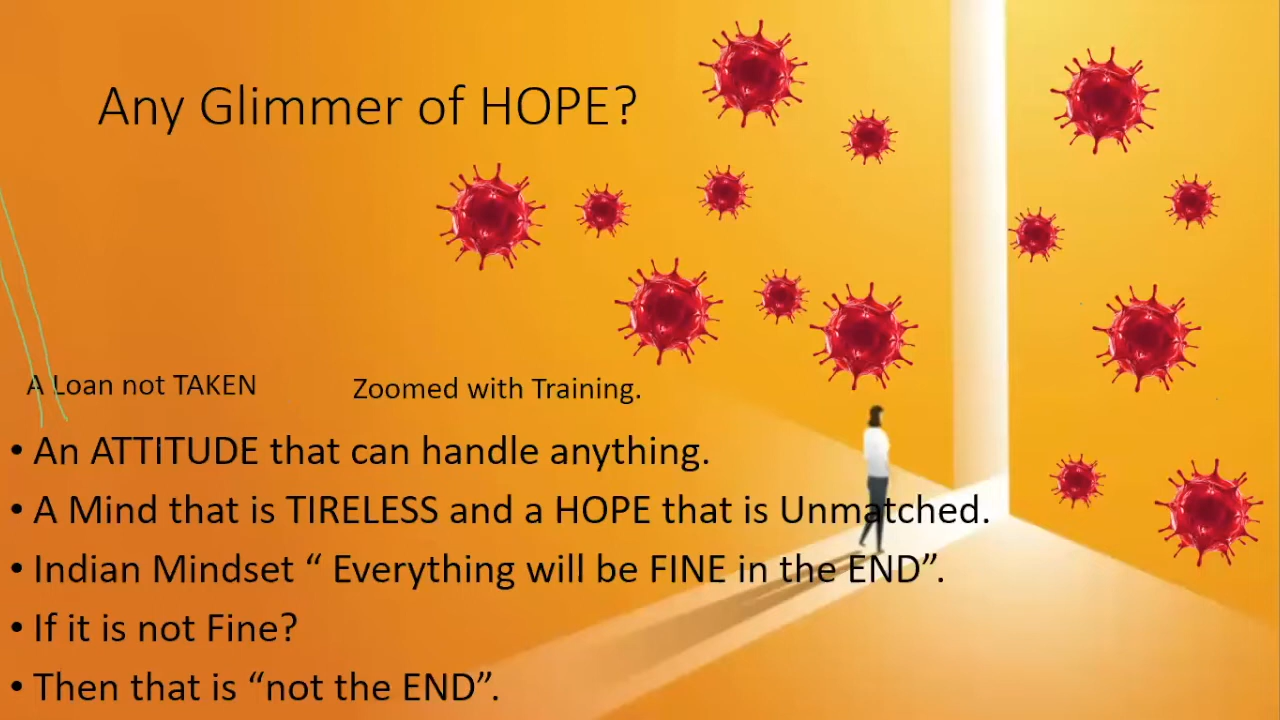 Any Glimmer of HOPE?
A Loan not TAKEN
Zoomed with Training.
• An ATTITUDE that can handle anything.
• A Mind that is TIRELESS and a HOPE that is Unmatched.
• Indian Mindset “ Everything will be FINE in the END”.
• If it is not Fine?
• Then that is “not the END”.